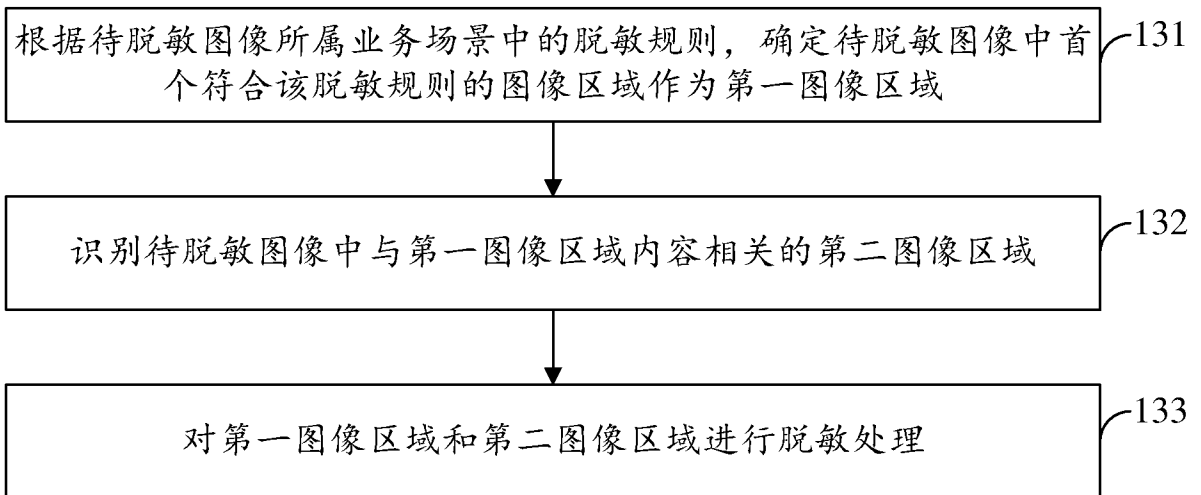 根据待脱敏图像所属业务场景中的脱敏规则，确定待脱敏图像中首
个符合该脱敏规则的图像区域作为第一图像区域
131
识别待脱敏图像中与第一图像区域内容相关的第二图像区域
132
对第一图像区域和第二图像区域进行脱敏处理
133